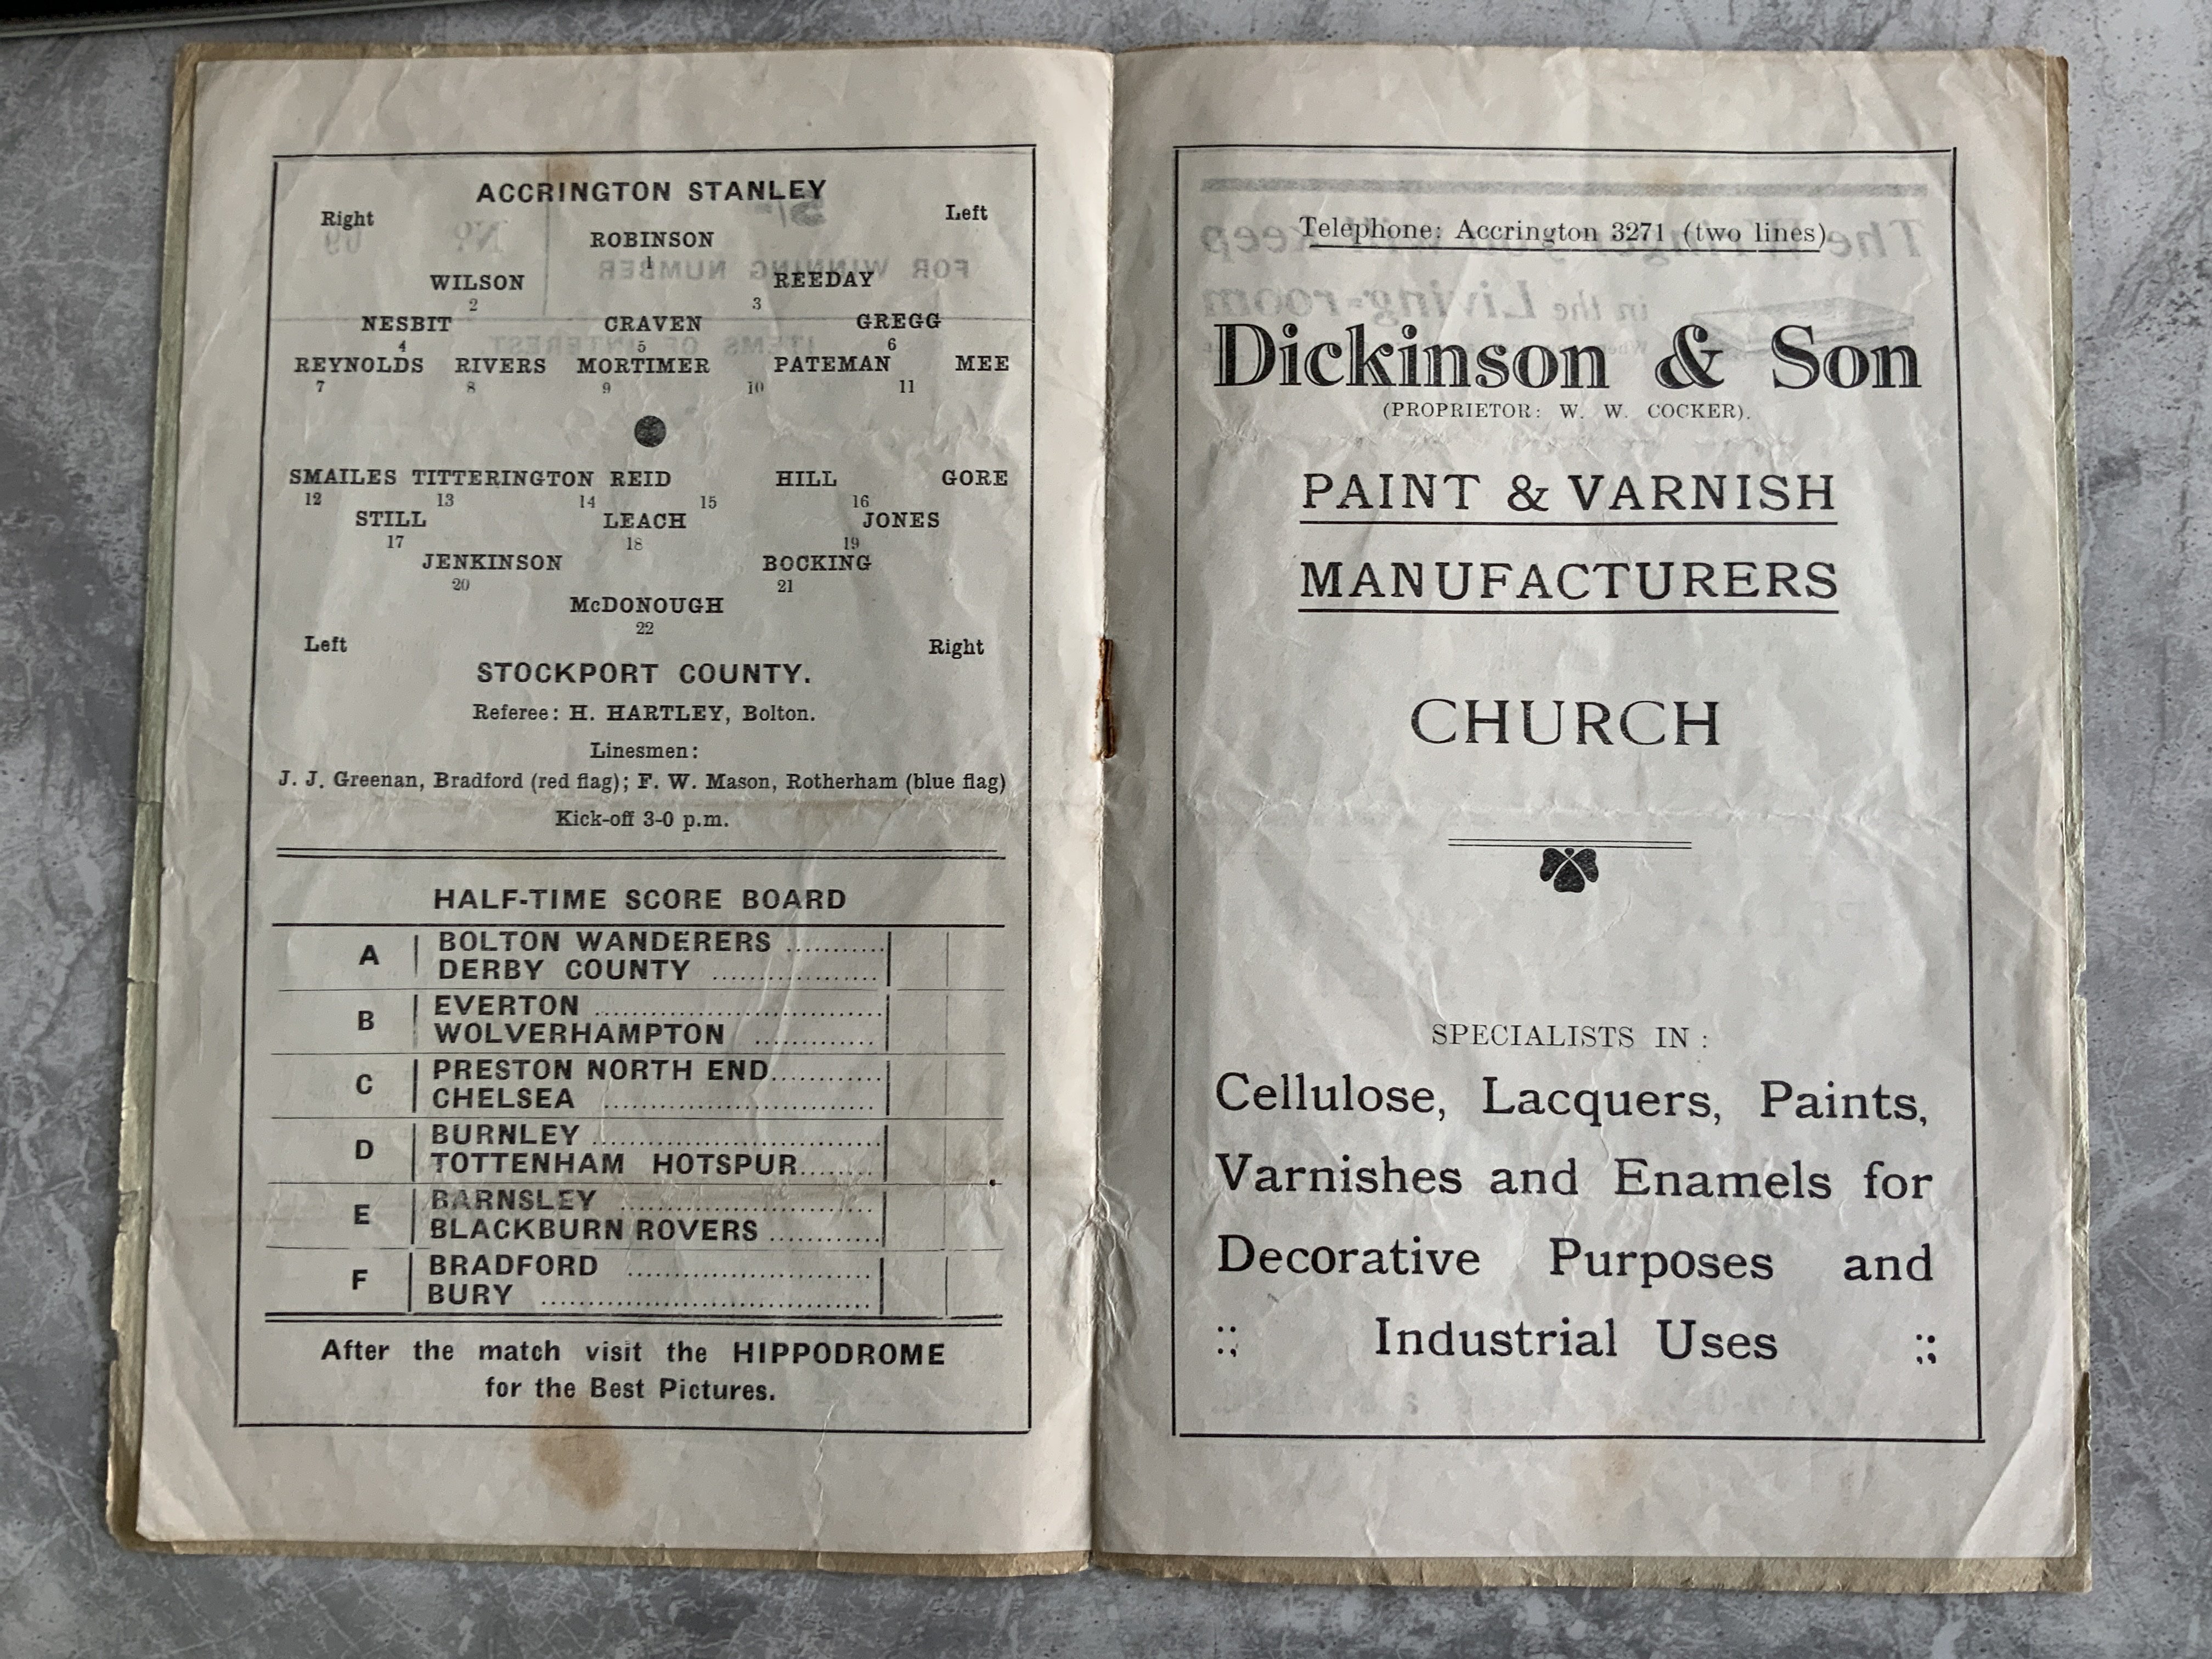 ACCRINGTON STANLEY
Right Left
ROBINSON
1
WILSON REEDAY
2 3
NESBIT CRAVEN GREGG
4 5 6
REYNOLDS RIVERS MORTIMER PATEMAN MEE
7 8 9 10 11
SMAILES TITTERINGTON REID HILL GORE
12 13 14 15 16
STILL LEACH JONES
17 18 19
JENKINSON BOCKING
20 21
McDONOUGH
22
Left Right
STOCKPORT COUNTY.
Referee: H. HARTLEY, Bolton.
Linesmen:
J. J. Greenan, Bradford (red flag); F. W. Mason, Rotherham (blue flag)
Kick-off 3-0 p.m.
HALF-TIME SCORE BOARD
A BOLTON WANDERERS ...........
DERBY COUNTY ..................
B EVERTON ...............................
WOLVERHAMPTON .............
C PRESTON NORTH END............
CHELSEA .............................
D BURNLEY ...............................
TOTTENHAM HOTSPUR........
E BARNSLEY ...........................
BLACKBURN ROVERS ............
F BRADFORD ..........................
BURY ...................................
After the match visit the HIPPODROME
for the Best Pictures.
Telephone: Accrington 3271 (two lines)
Dickinson & Son
(PROPRIETOR: W. W. COCKER).
PAINT & VARNISH
MANUFACTURERS
CHURCH
SPECIALISTS IN :
Cellulose, Lacquers, Paints,
Varnishes and Enamels for
Decorative Purposes and
:: Industrial Uses ::